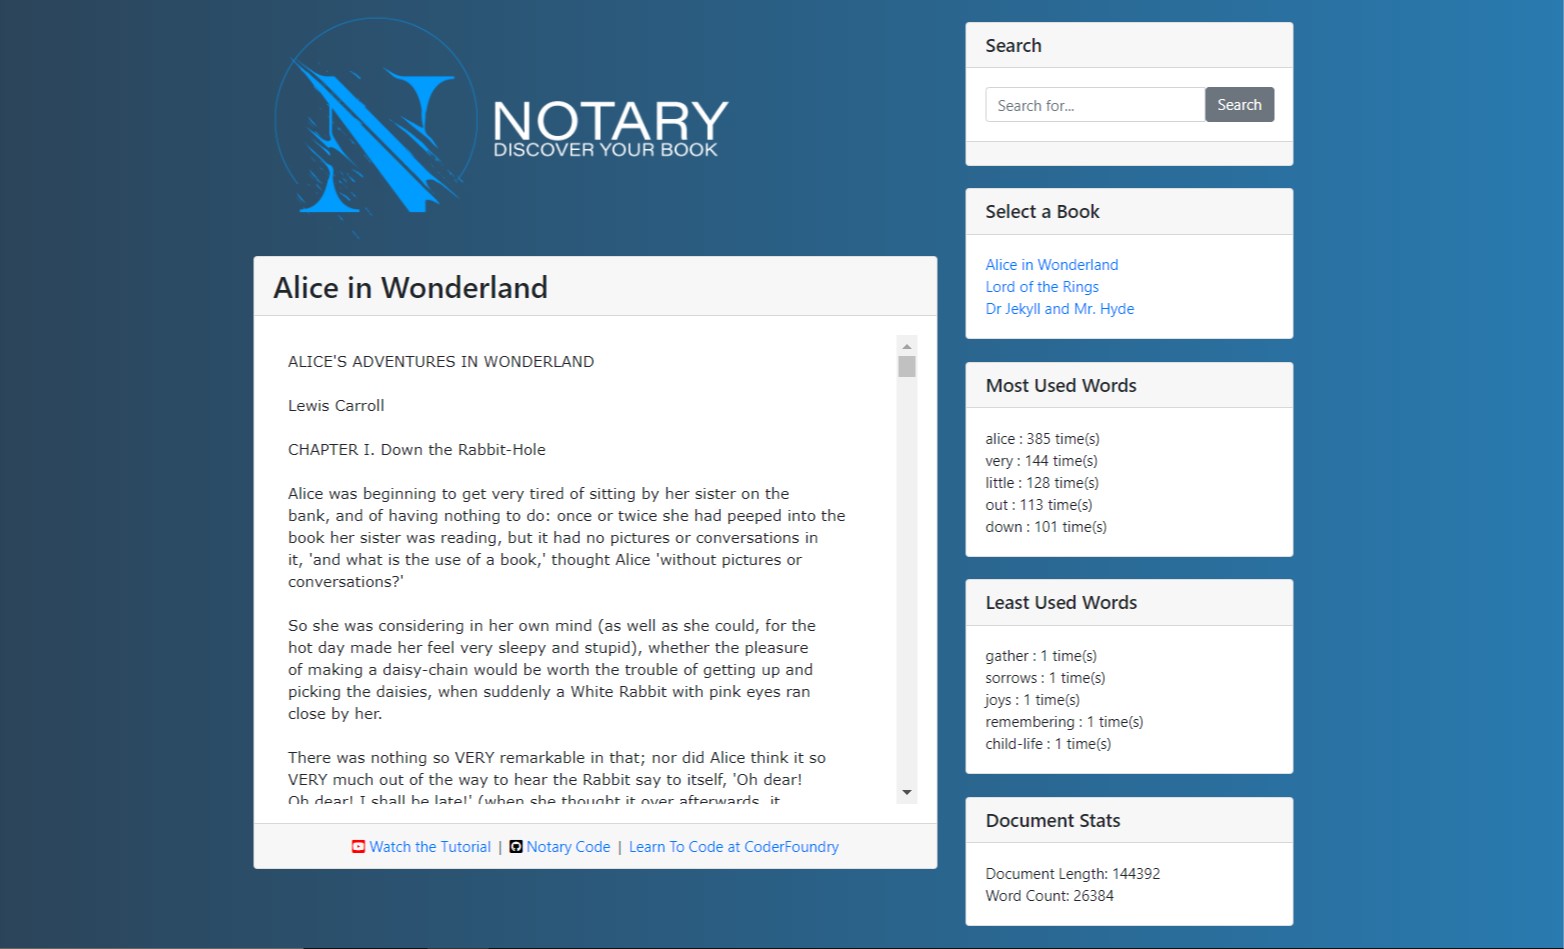 NOTARY
DISCOVER YOUR BOOK
Alice in Wonderland
ALICE'S ADVENTURES IN WONDERLAND
Lewis Carroll
CHAPTER I. Down the Rabbit-Hole
Alice was beginning to get very tired of sitting by her sister on the
bank, and of having nothing to do: once or twice she had peeped into the
book her sister was reading, but it had no pictures or conversations in
it, 'and what is the use of a book,' thought Alice 'without pictures or
conversations?'
So she was considering in her own mind (as well as she could, for the
hot day made her feel very sleepy and stupid), whether the pleasure
of making a daisy-chain would be worth the trouble of getting up and
picking the daisies, when suddenly a White Rabbit with pink eyes ran
close by her.
There was nothing so VERY remarkable in that; nor did Alice think it so
VERY much out of the way to hear the Rabbit say to itself, 'Oh dear!
Oh dear! I shall be late!' (when she thought it over afterwards, it
Watch the Tutorial | Notary Code | Learn To Code at CoderFoundry
Search
Search for... Search
Select a Book
Alice in Wonderland
Lord of the Rings
Dr Jekyll and Mr. Hyde
Most Used Words
alice : 385 time(s)
very : 144 time(s)
little : 128 time(s)
out : 113 time(s)
down : 101 time(s)
Least Used Words
gather : 1 time(s)
sorrows : 1 time(s)
joys : 1 time(s)
remembering : 1 time(s)
child-life : 1 time(s)
Document Stats
Document Length: 144392
Word Count: 26384